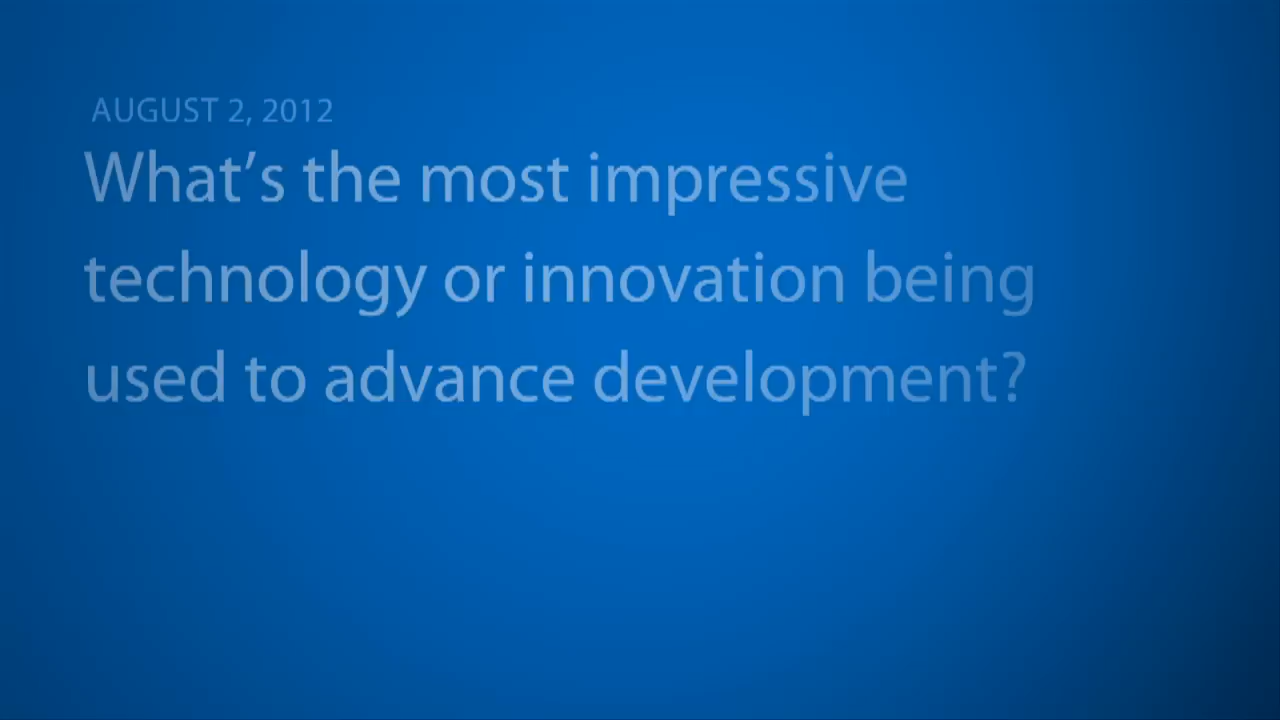 AUGUST 2, 2012
What’s the most impressive
technology or innovation being
used to advance development?